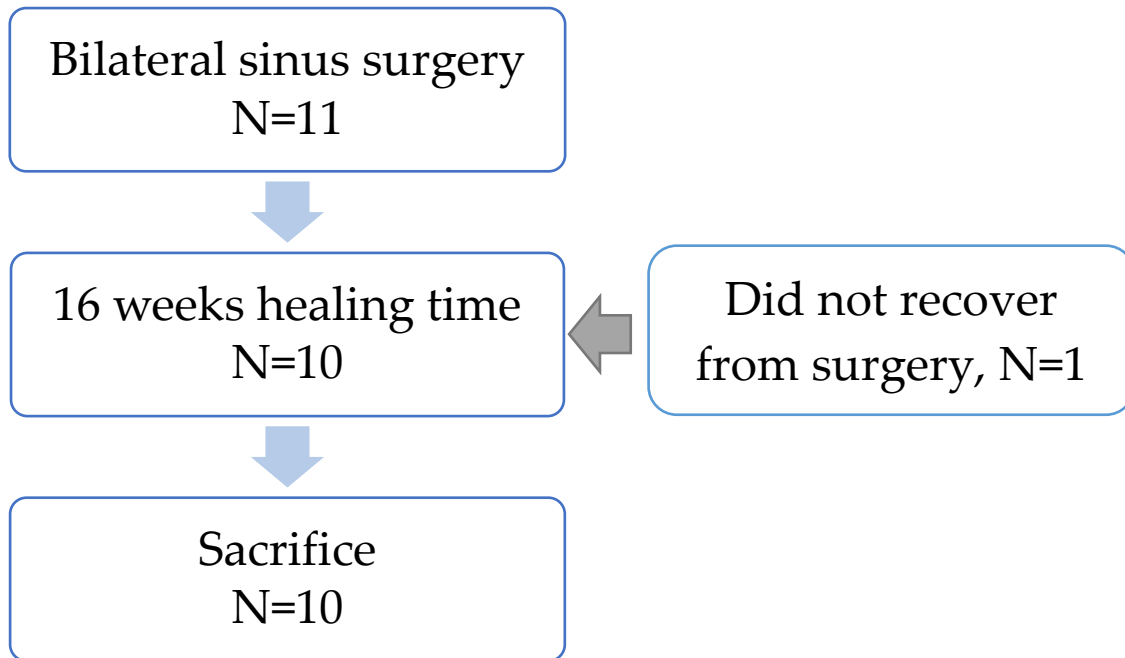 Bilateral sinus surgery
N=11
16 weeks healing time
N=10
Did not recover
from surgery, N=1
Sacrifice
N=10